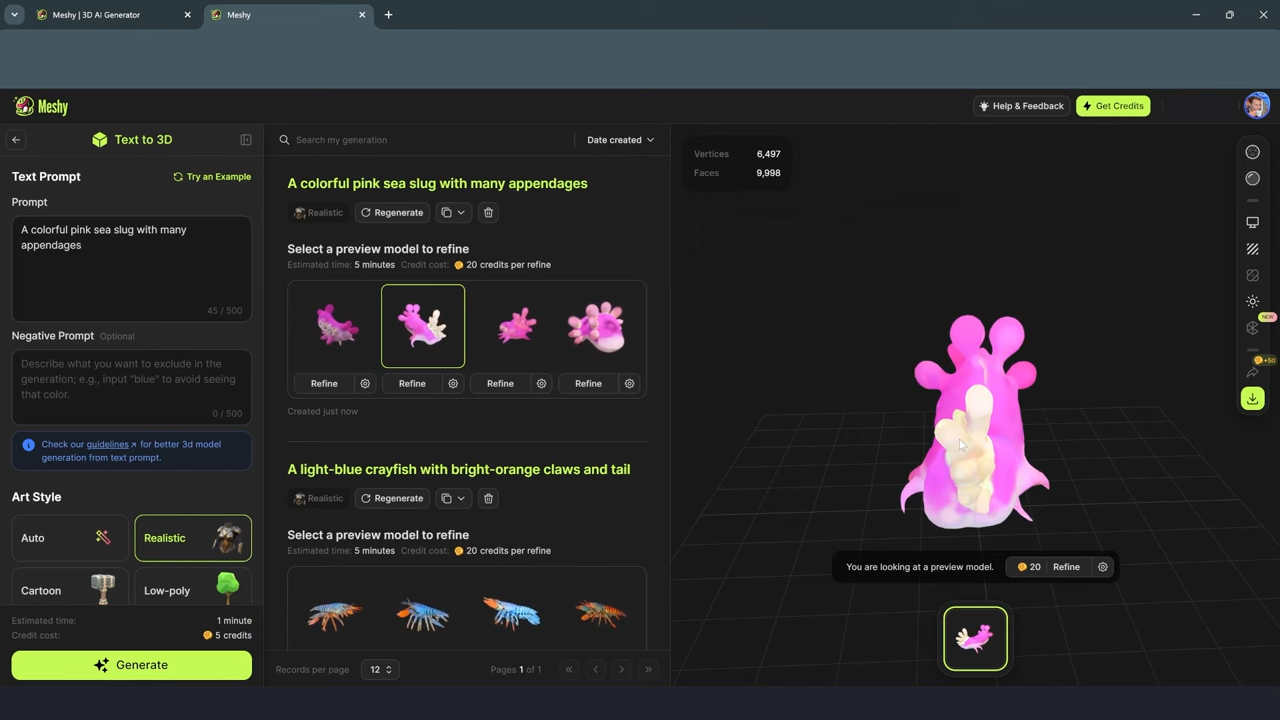 Meshy | 3D AI Generator
Meshy
Meshy
Help & Feedback
Get Credits
Text to 3D
Search my generation
Date created
Text Prompt
Try an Example
Prompt
A colorful pink sea slug with many
appendages
45 / 500
Negative Prompt Optional
Describe what you want to exclude in the
generation; e.g., input "blue" to avoid seeing
that color.
0 / 500
Check our guidelines for better 3d model
generation from text prompt.
Art Style
Auto
Realistic
Cartoon
Low-poly
Estimated time: 1 minute
Credit cost: 5 credits
Generate
A colorful pink sea slug with many appendages
Realistic
Regenerate
Select a preview model to refine
Estimated time: 5 minutes Credit cost: 20 credits per refine
Refine
Refine
Refine
Refine
Created just now
A light-blue crayfish with bright-orange claws and tail
Realistic
Regenerate
Select a preview model to refine
Estimated time: 5 minutes Credit cost: 20 credits per refine
Records per page 12
Pages 1 of 1
Vertices 6,497
Faces 9,998
NEW
+50
You are looking at a preview model.
20 Refine